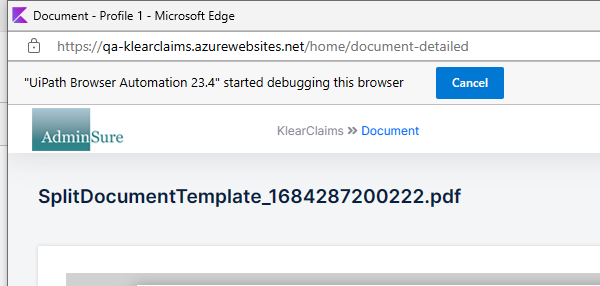 Document - Profile 1 - Microsoft Edge
https://qa-klearclaims.azurewebsites.net/home/document-detailed
"UiPath Browser Automation 23.4" started debugging this browser Cancel
AdminSure KlearClaims » Document
SplitDocumentTemplate_1684287200222.pdf